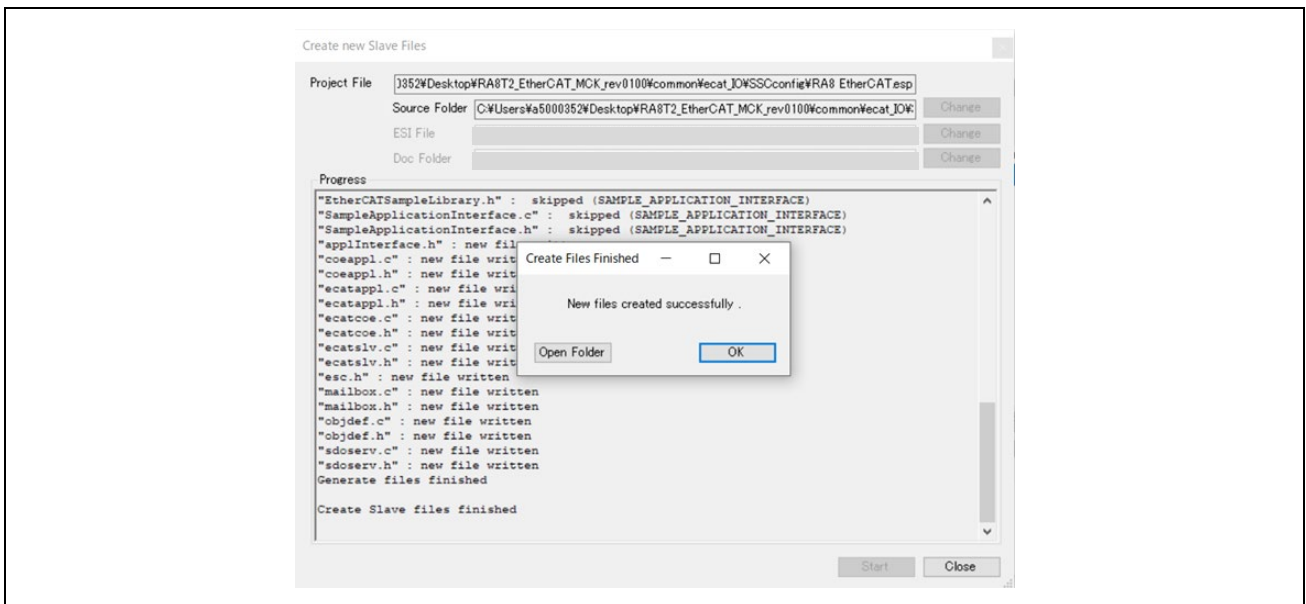 Create new Slave Files
Project File
)352¥Desktop¥RA8T2_EtherCAT_MCK_rev0100¥common¥ecat_IO¥SSCconfig¥RA8 EtherCAT.esp
Source Folder C:¥Users¥a5000352¥Desktop¥RA8T2_EtherCAT_MCK_rev0100¥common¥ecat_IO¥ Change
ESI File Change
Doc Folder Change
Progress
"EtherCATSampleLibrary.h" : skipped (SAMPLE_APPLICATION_INTERFACE)
"SampleApplicationInterface.c" : skipped (SAMPLE_APPLICATION_INTERFACE)
"SampleApplicationInterface.h" : skipped (SAMPLE_APPLICATION_INTERFACE)
"applInterface.h" : new fil
"coeappl.c" : new file writ
"coeappl.h" : new file writ
"ecatappl.c" : new file wri
"ecatappl.h" : new file wri
"ecatcoe.c" : new file writ
"ecatcoe.h" : new file writ
"ecatslv.c" : new file writ
"ecatslv.h" : new file writ
"esc.h" : new file written
"mailbox.c" : new file written
"mailbox.h" : new file written
"objdef.c" : new file written
"objdef.h" : new file written
"sdoserv.c" : new file written
"sdoserv.h" : new file written
Generate files finished
Create Slave files finished
Create Files Finished
New files created successfully .
Open Folder OK
Start Close